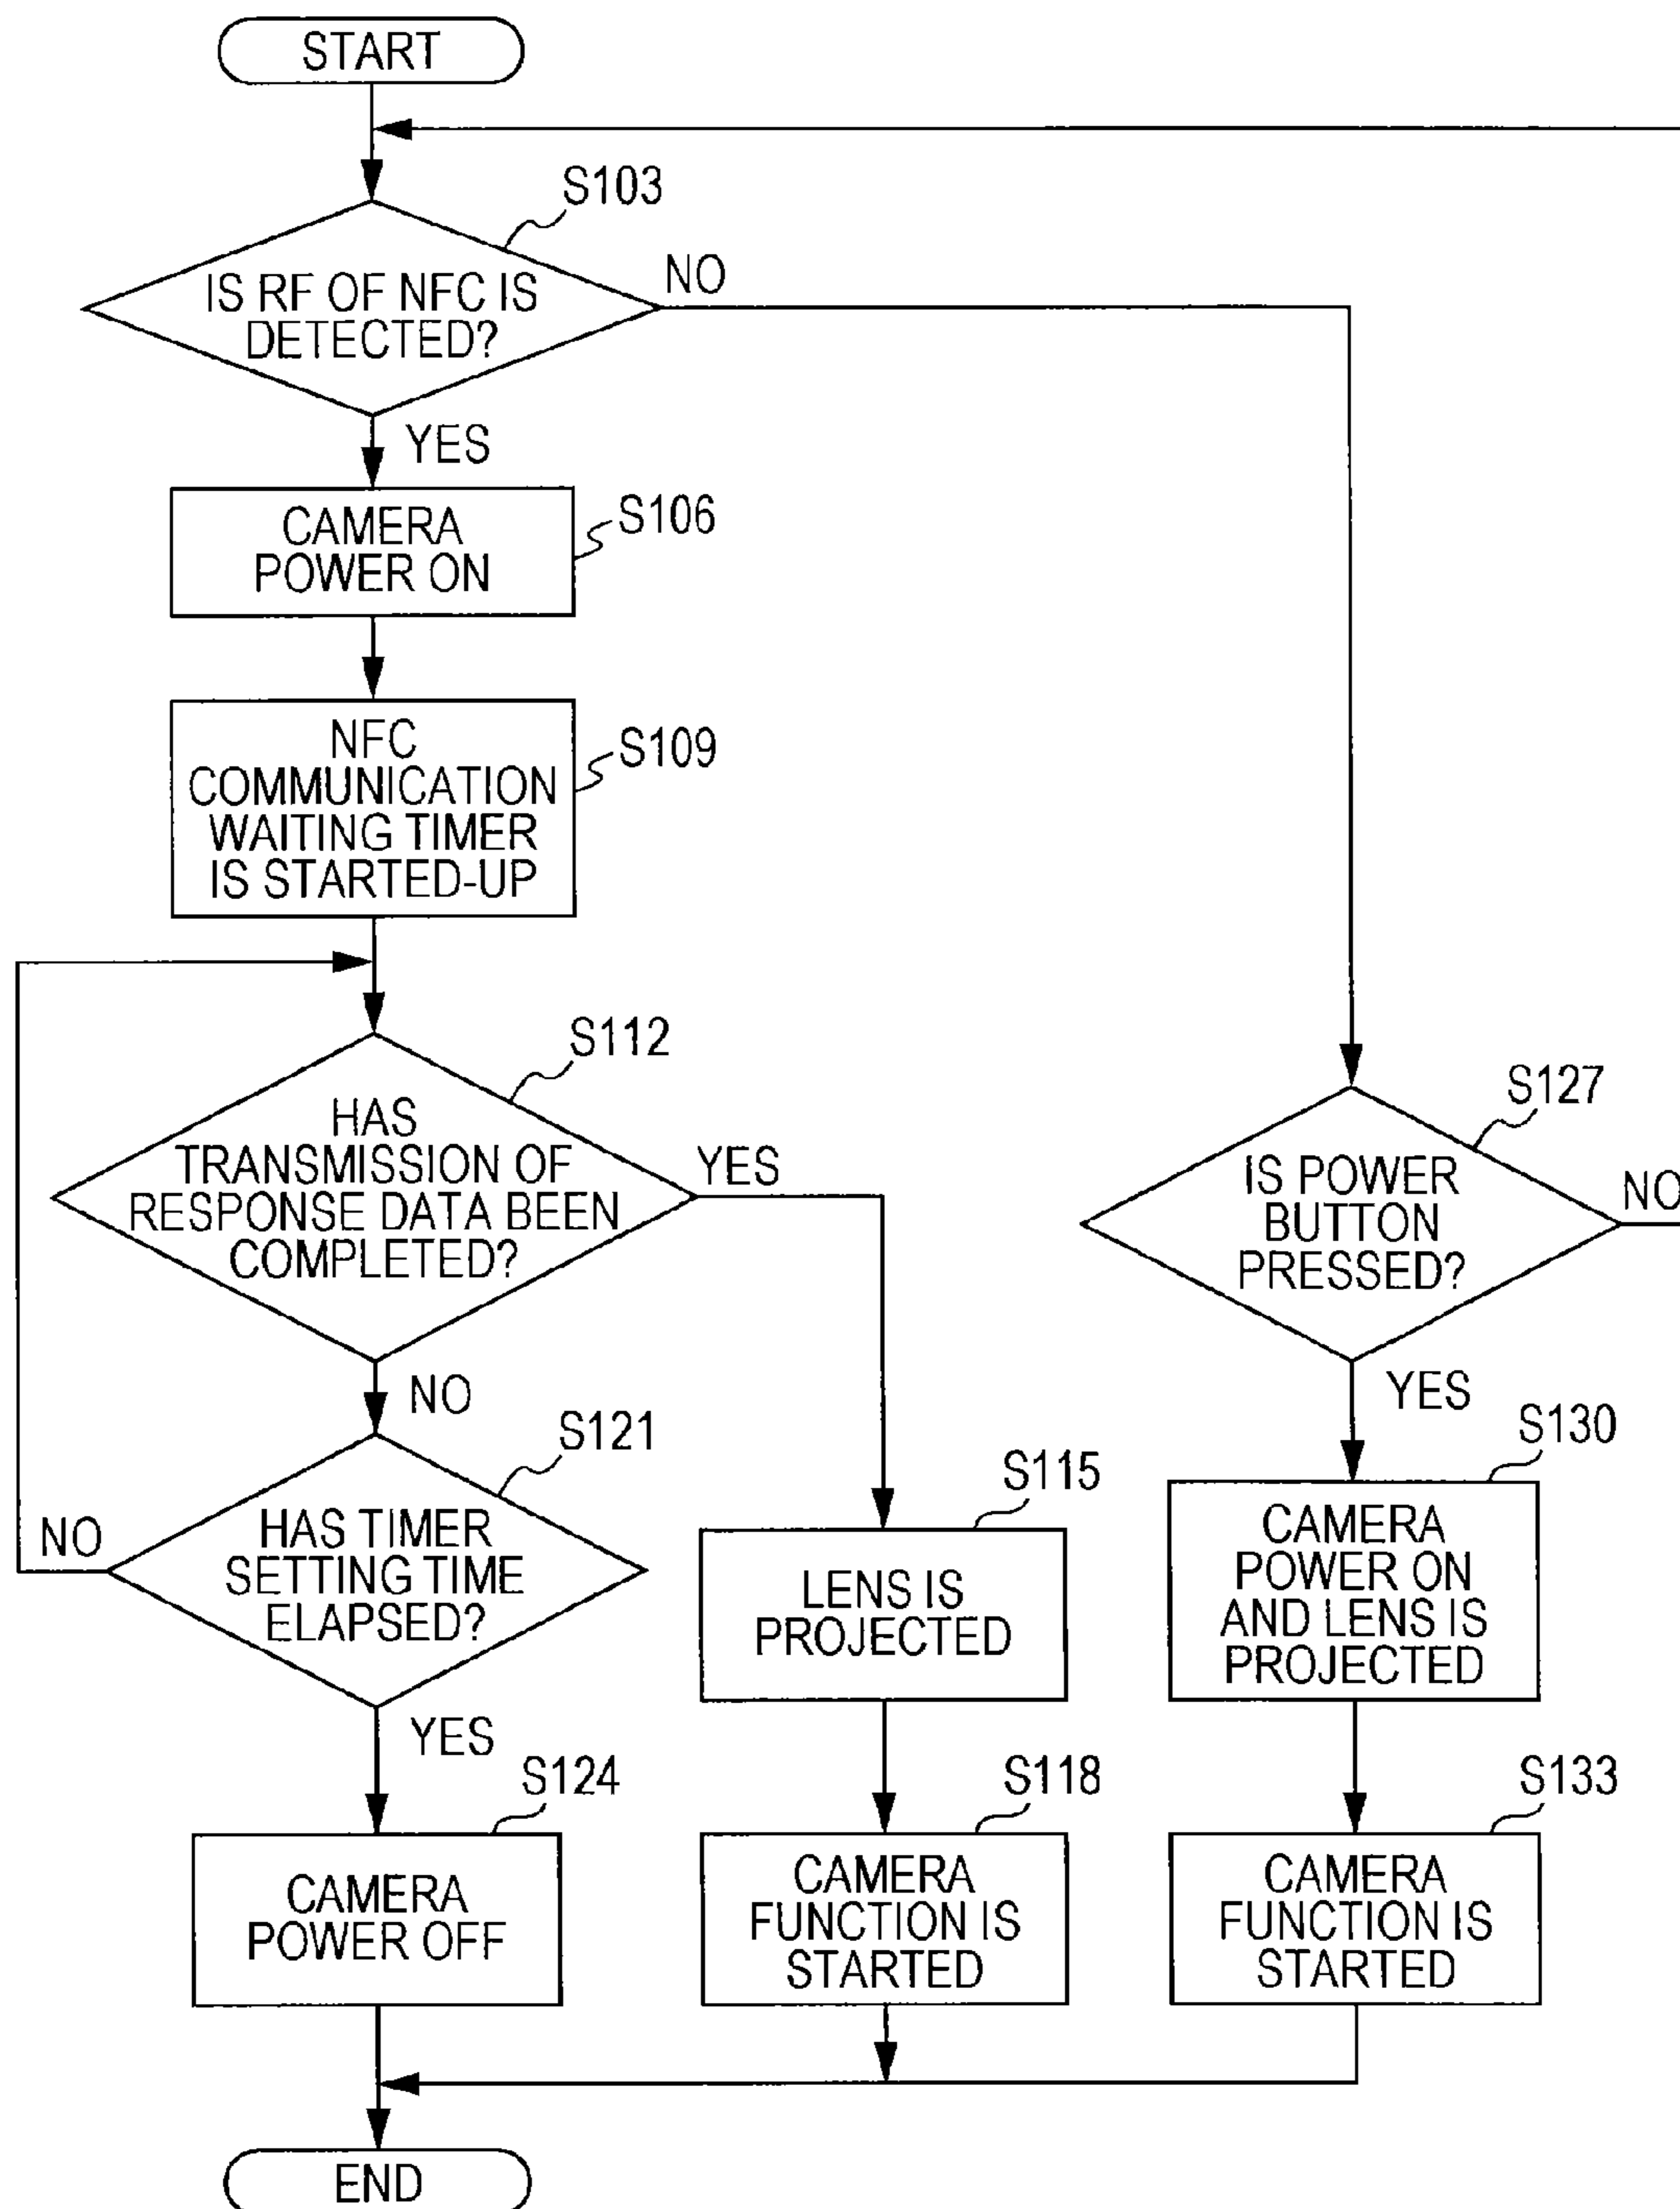 START
S103
IS RF OF NFC IS
DETECTED?
NO
YES
CAMERA
POWER ON
S106
NFC
COMMUNICATION
WAITING TIMER
IS STARTED-UP
S109
S112
HAS
TRANSMISSION OF
RESPONSE DATA BEEN
COMPLETED?
YES
NO
S127
IS POWER
BUTTON
PRESSED?
NO
YES
S121
HAS TIMER
SETTING TIME
ELAPSED?
NO
YES
S115
LENS IS
PROJECTED
S130
CAMERA
POWER ON
AND LENS IS
PROJECTED
S124
CAMERA
POWER OFF
S118
CAMERA
FUNCTION IS
STARTED
S133
CAMERA
FUNCTION IS
STARTED
END